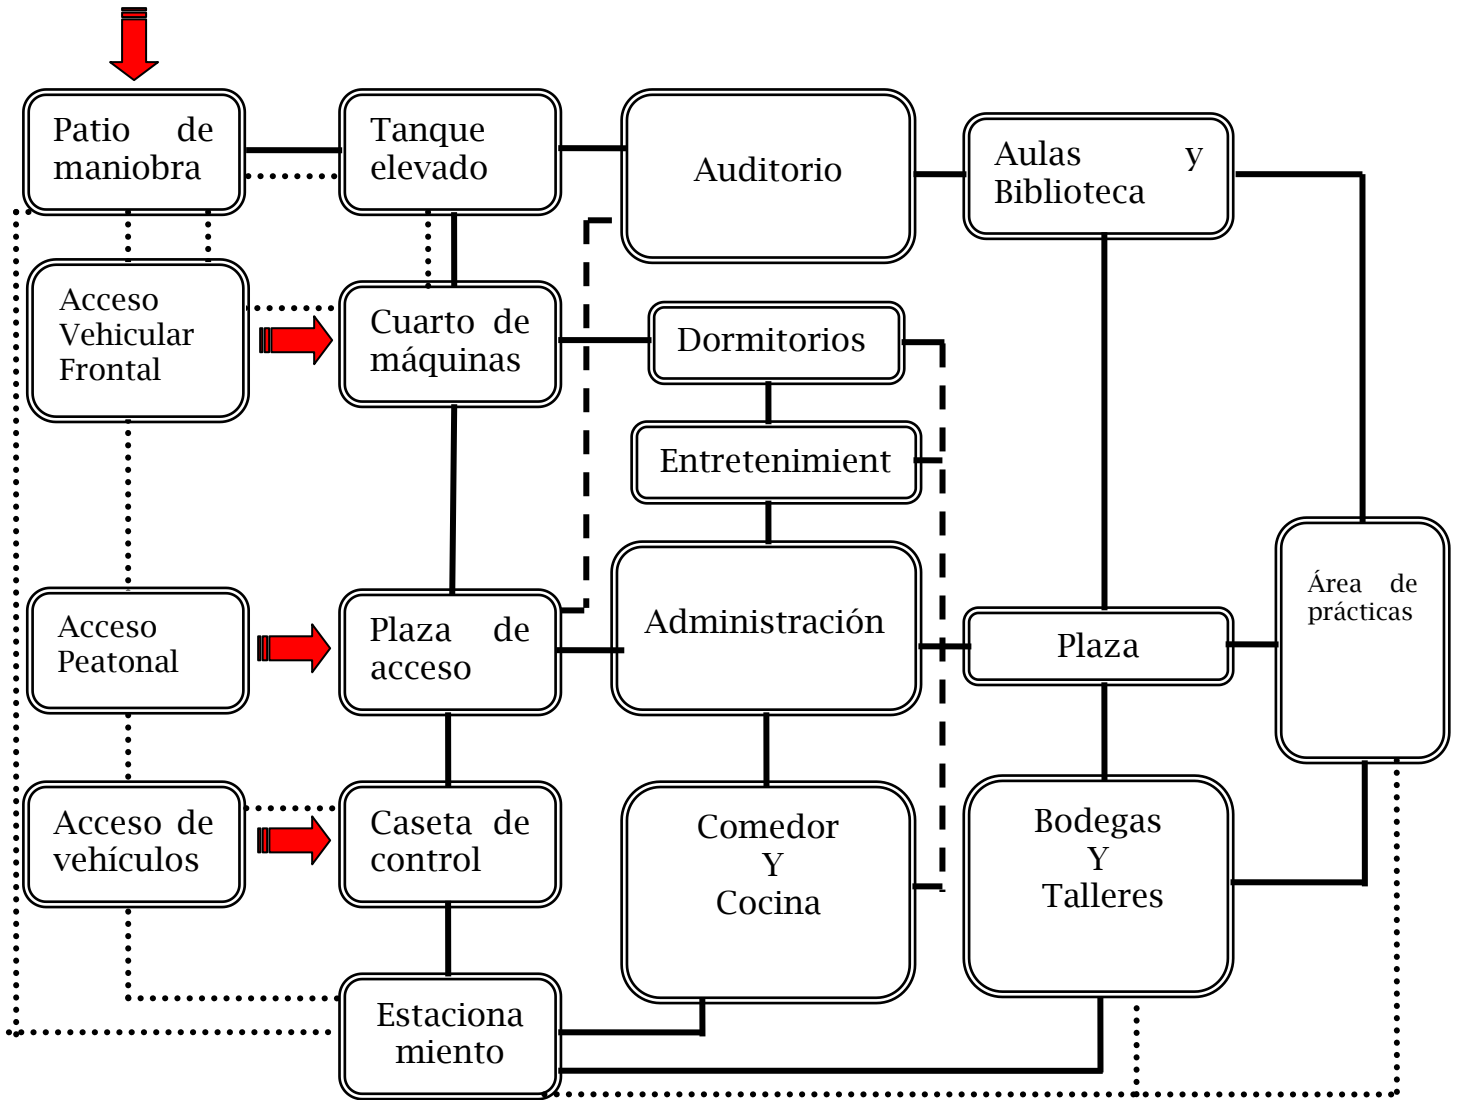 Patio de
maniobra
Tanque
elevado
Auditorio
Aulas y
Biblioteca
Acceso
Vehicular
Frontal
Cuarto de
máquinas
Dormitorios
Entretenimient
Acceso
Peatonal
Plaza de
acceso
Administración
Plaza
Área de
prácticas
Acceso de
vehículos
Caseta de
control
Comedor
Y
Cocina
Bodegas
Y
Talleres
Estaciona
miento